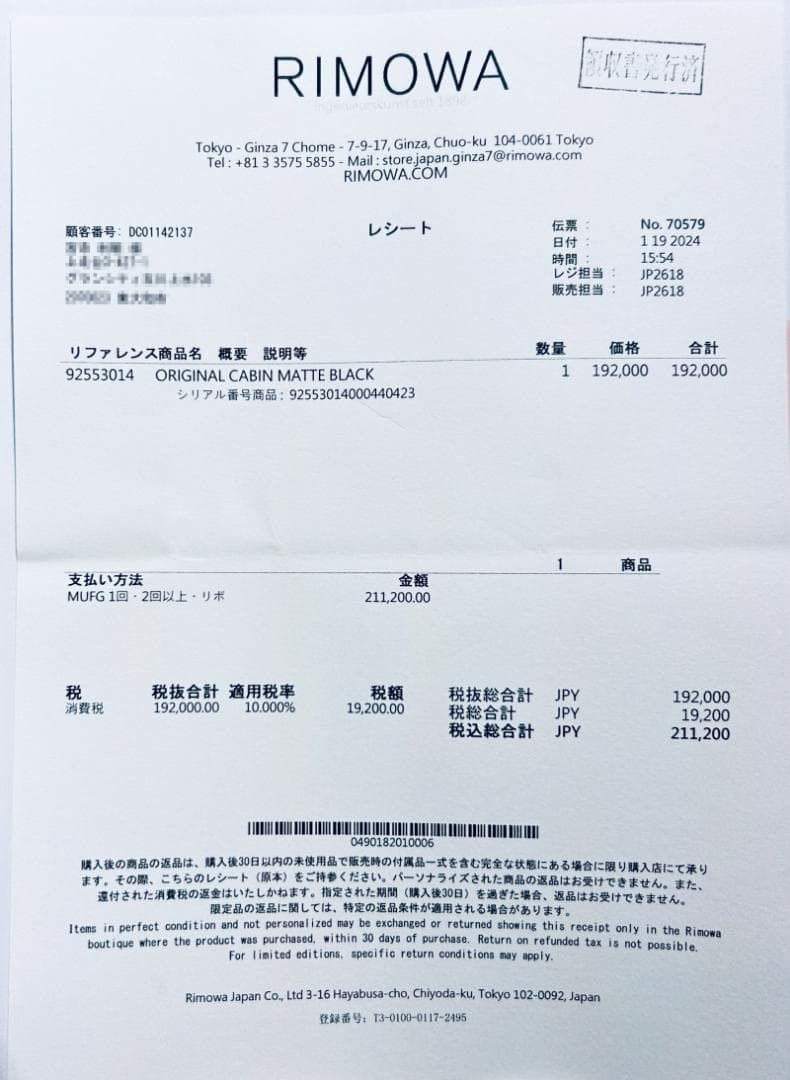 RIMOWA
領収書発行済
ingenieurskunst seit 1898
Tokyo - Ginza 7 Chome - 7-9-17, Ginza, Chuo-ku 104-0061 Tokyo
Tel : +81 3 3575 5855 - Mail : store.japan.ginza7@rimowa.com
RIMOWA.COM
顧客番号: DC01142137
レシート
伝票 : No. 70579
日付 : 1 19 2024
時間 : 15:54
レジ担当 : JP2618
販売担当 : JP2618
リファレンス商品名 概要 説明等 数量 価格 合計
92553014 ORIGINAL CABIN MATTE BLACK 1 192,000 192,000
シリアル番号商品 : 92553014000440423
1 商品
支払い方法 金額
MUFG 1回・2回以上・リボ 211,200.00
税 税抜合計 適用税率 税額 税抜総合計 JPY 192,000
消費税 192,000.00 10.000% 19,200.00 税総合計 JPY 19,200
税込総合計 JPY 211,200
0490182010006
購入後の商品の返品は、購入後30日以内の未使用品で販売時の付属品一式を含む完全な状態にある場合に限り購入店にて承り
ます。その際、こちらのレシート（原本）をご持参ください。パーソナライズされた商品の返品はお受けできません。また、
還付された消費税の返金はいたしかねます。指定された期間（購入後30日）を過ぎた場合、返品はお受けできません。
限定品の返品に関しては、特定の返品条件が適用される場合があります。
Items in perfect condition and not personalized may be exchanged or returned showing this receipt only in the Rimowa
boutique where the product was purchased, within 30 days of purchase. Return on refunded tax is not possible.
For limited editions, specific return conditions may apply.
Rimowa Japan Co., Ltd 3-16 Hayabusa-cho, Chiyoda-ku, Tokyo 102-0092, Japan
登録番号: T3-0100-0117-2495